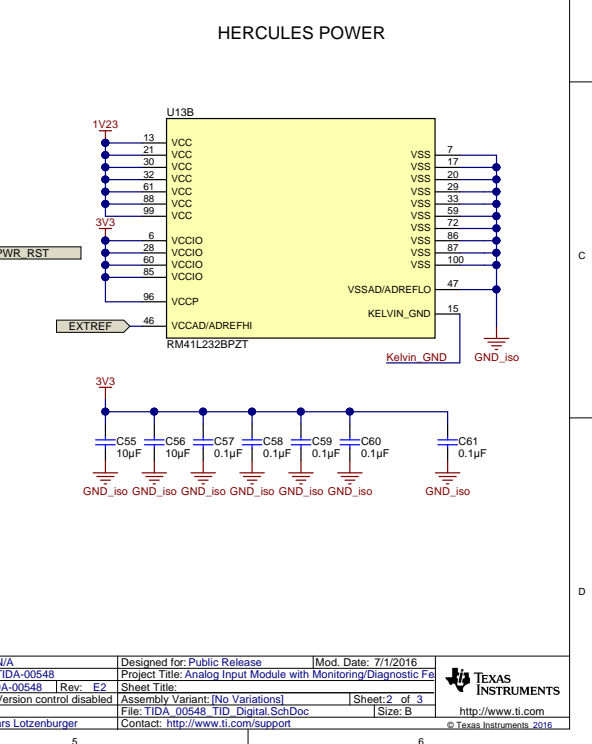 HERCULES POWER
U13B
1V23
13 VCC
21 VCC
30 VCC
32 VCC
61 VCC
88 VCC
99 VCC
3V3
6 VCCIO
28 VCCIO
60 VCCIO
85 VCCIO
96 VCCP
46 VCCAD/ADREFHI
VSS 7
VSS 17
VSS 20
VSS 29
VSS 33
VSS 59
VSS 72
VSS 86
VSS 87
VSS 100
VSSAD/ADREFLO 47
KELVIN_GND 15
PWR_RST
EXTREF
RM41L232BPZT
Kelvin_GND
GND_iso
C
3V3
C55 C56 C57 C58 C59 C60 C61
10µF 10µF 0.1µF 0.1µF 0.1µF 0.1µF 0.1µF
GND_iso GND_iso GND_iso GND_iso GND_iso GND_iso GND_iso
D
N/A Designed for: Public Release Mod. Date: 7/1/2016
TIDA-00548 Project Title: Analog Input Module with Monitoring/Diagnostic Fe
A-00548 Rev: E2 Sheet Title:
Version control disabled Assembly Variant: [No Variations] Sheet: 2 of 3
File: TIDA_00548_TID_Digital.SchDoc Size: B
rs Lotzenburger Contact: http://www.ti.com/support
TEXAS
INSTRUMENTS
http://www.ti.com
© Texas Instruments 2016
5 6